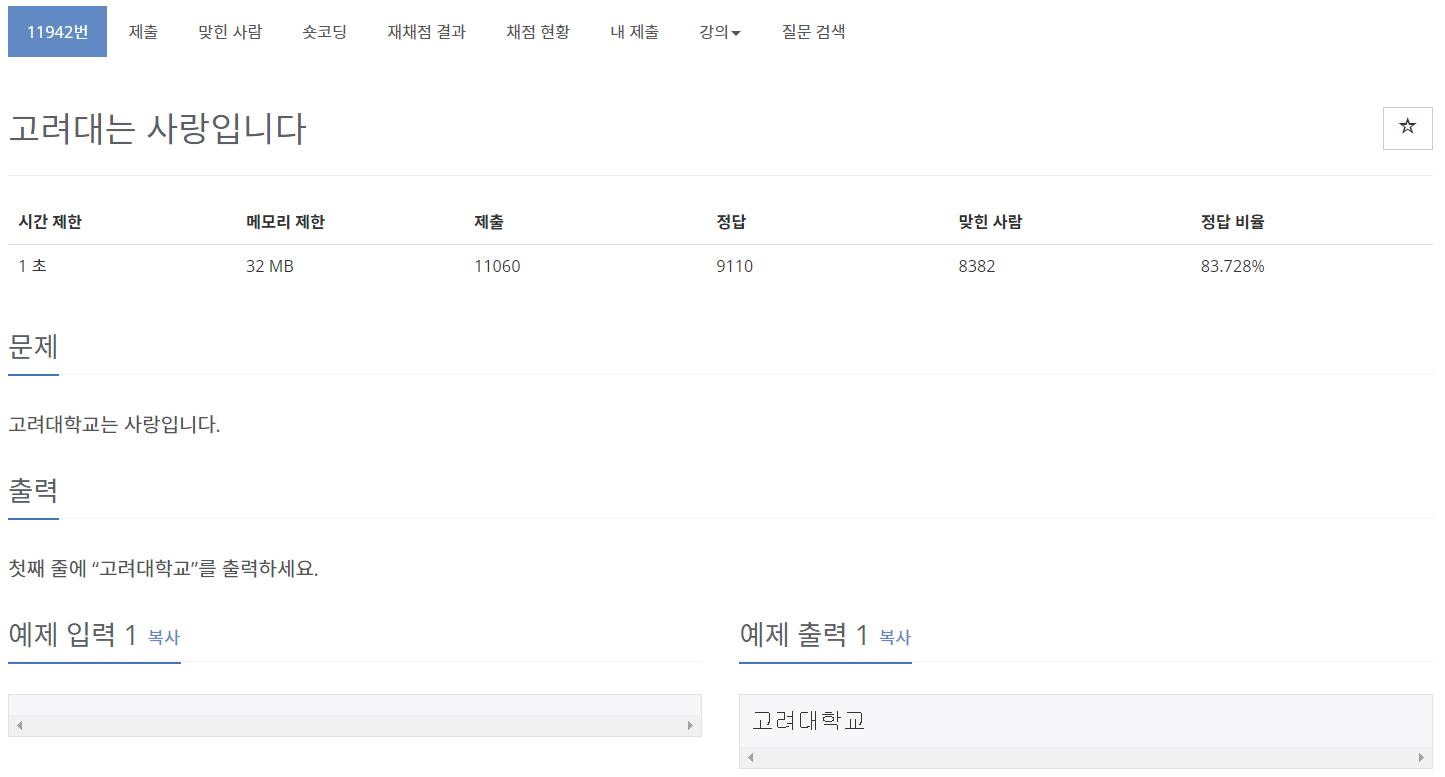 11942번 제출 맞힌 사람 숏코딩 재채점 결과 채점 현황 내 제출 강의 질문 검색
고려대는 사랑입니다
시간 제한 메모리 제한 제출 정답 맞힌 사람 정답 비율
1 초 32 MB 11060 9110 8382 83.728%
문제
고려대학교는 사랑입니다.
출력
첫째 줄에 “고려대학교”를 출력하세요.
예제 입력 1 복사
예제 출력 1 복사
고려대학교